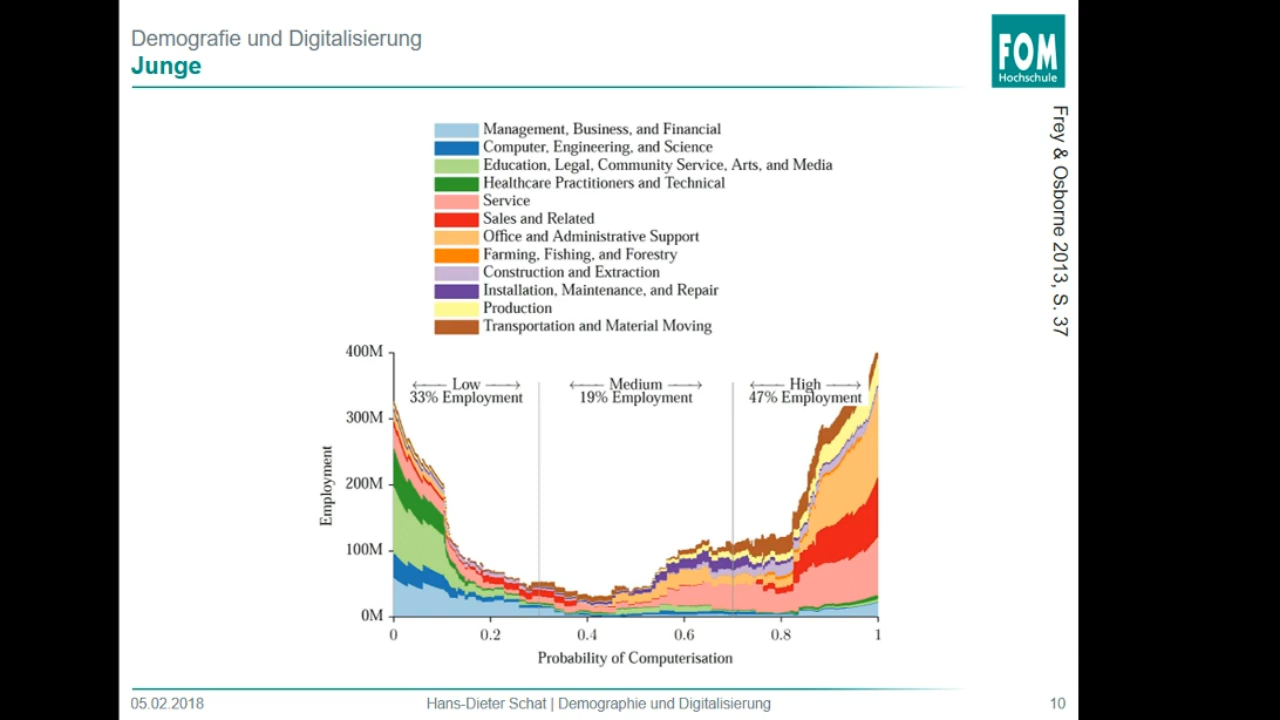 Demografie und Digitalisierung
Junge
FOM
Hochschule
Frey & Osborne 2013, S. 37
Management, Business, and Financial
Computer, Engineering, and Science
Education, Legal, Community Service, Arts, and Media
Healthcare Practitioners and Technical
Service
Sales and Related
Office and Administrative Support
Farming, Fishing, and Forestry
Construction and Extraction
Installation, Maintenance, and Repair
Production
Transportation and Material Moving
400M
300M
200M
100M
0M
Employment
Low
33% Employment
Medium
19% Employment
High
47% Employment
0 0.2 0.4 0.6 0.8 1
Probability of Computerisation
05.02.2018 Hans-Dieter Schat | Demographie und Digitalisierung 10